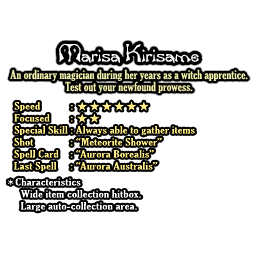 Marisa Kirisame
An ordinary magician during her years as a witch apprentice.
Test out your newfound prowess.
Speed : ★★★★★★
Focused : ★★
Special Skill : Always able to gather items
Shot : "Meteorite Shower"
Spell Card : "Aurora Borealis"
Last Spell : "Aurora Australis"
* Characteristics
Wide item collection hitbox.
Large auto-collection area.